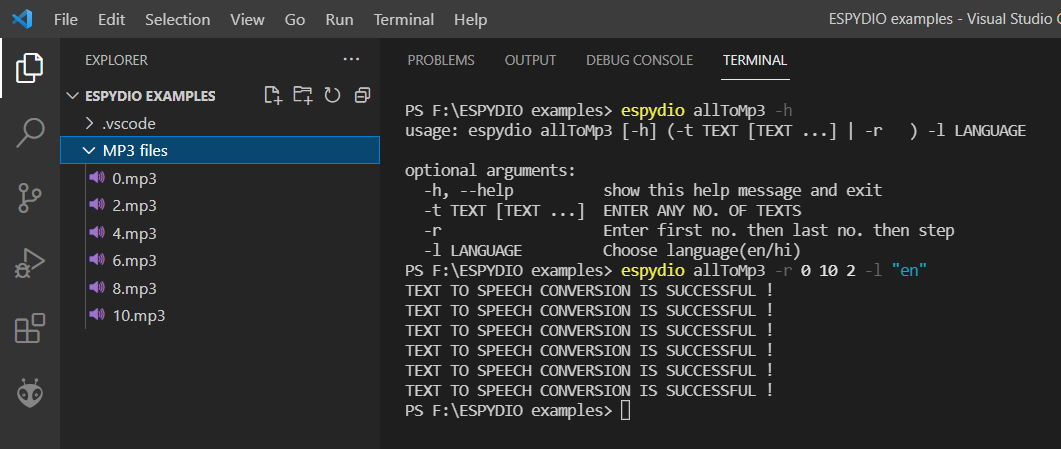 File Edit Selection View Go Run Terminal Help ESPYDIO examples - Visual Studio
EXPLORER
ESPYDIO EXAMPLES
.vscode
MP3 files
0.mp3
2.mp3
4.mp3
6.mp3
8.mp3
10.mp3
PROBLEMS OUTPUT DEBUG CONSOLE TERMINAL
PS F:\ESPYDIO examples> espydio allToMp3 -h
usage: espydio allToMp3 [-h] (-t TEXT [TEXT ...] | -r   ) -l LANGUAGE
optional arguments:
-h, --help show this help message and exit
-t TEXT [TEXT ...] ENTER ANY NO. OF TEXTS
-r Enter first no. then last no. then step
-l LANGUAGE Choose language(en/hi)
PS F:\ESPYDIO examples> espydio allToMp3 -r 0 10 2 -l "en"
TEXT TO SPEECH CONVERSION IS SUCCESSFUL !
TEXT TO SPEECH CONVERSION IS SUCCESSFUL !
TEXT TO SPEECH CONVERSION IS SUCCESSFUL !
TEXT TO SPEECH CONVERSION IS SUCCESSFUL !
TEXT TO SPEECH CONVERSION IS SUCCESSFUL !
TEXT TO SPEECH CONVERSION IS SUCCESSFUL !
PS F:\ESPYDIO examples>